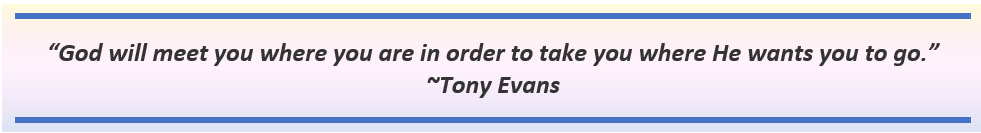 “God will meet you where you are in order to take you where He wants you to go.”
~Tony Evans